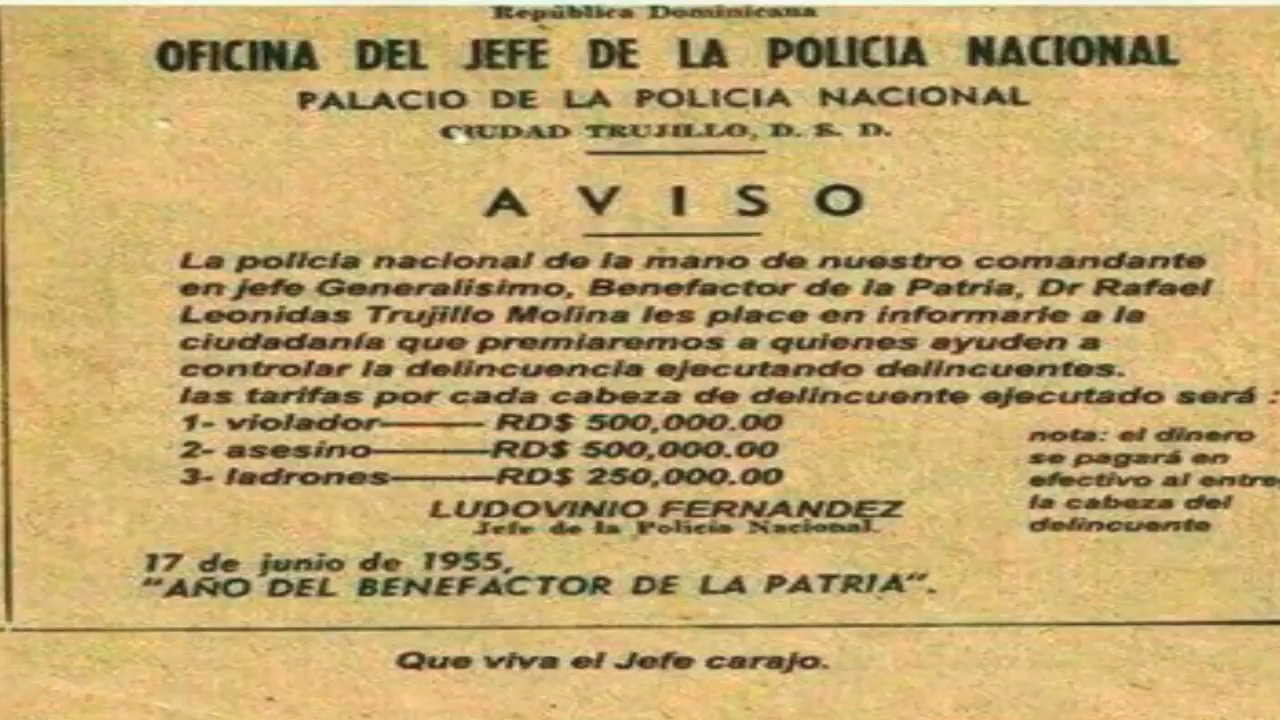 República Dominicana
OFICINA DEL JEFE DE LA POLICIA NACIONAL
PALACIO DE LA POLICIA NACIONAL
CIUDAD TRUJILLO, D. S. D.
AVISO
La policia nacional de la mano de nuestro comandante
en jefe Generalisimo, Benefactor de la Patria, Dr Rafael
Leonidas Trujillo Molina les place en informarle a la
ciudadanía que premiaremos a quienes ayuden a
controlar la delincuencia ejecutando delincuentes.
las tarifas por cada cabeza de delincuente ejecutado será :
1- violador——— RD$ 500,000.00
2- asesino———RD$ 500,000.00
3- ladrones———RD$ 250,000.00
nota: el dinero
se pagará en
efectivo al entre
la cabeza del
delincuente
LUDOVINIO FERNANDEZ
Jefe de la Policia Nacional.
17 de junio de 1955,
"AÑO DEL BENEFACTOR DE LA PATRIA".
Que viva el Jefe carajo.